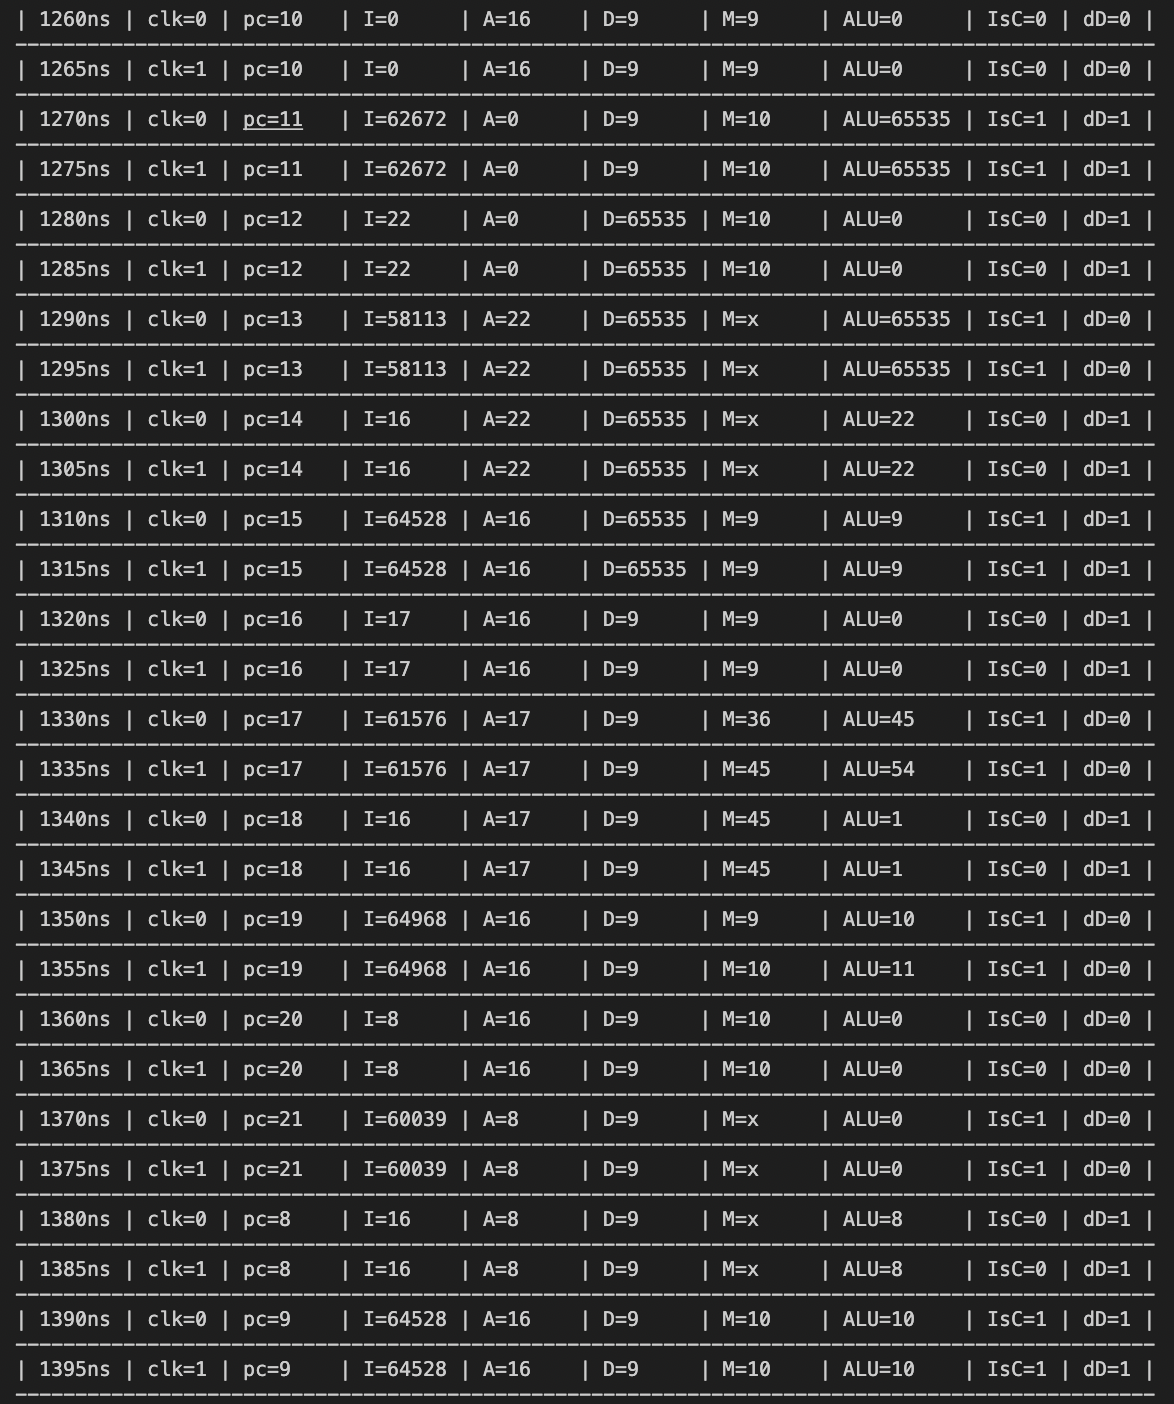 | 1260ns | clk=0 | pc=10 | I=0 | A=16 | D=9 | M=9 | ALU=0 | IsC=0 | dD=0 |
| 1265ns | clk=1 | pc=10 | I=0 | A=16 | D=9 | M=9 | ALU=0 | IsC=0 | dD=0 |
| 1270ns | clk=0 | pc=11 | I=62672 | A=0 | D=9 | M=10 | ALU=65535 | IsC=1 | dD=1 |
| 1275ns | clk=1 | pc=11 | I=62672 | A=0 | D=9 | M=10 | ALU=65535 | IsC=1 | dD=1 |
| 1280ns | clk=0 | pc=12 | I=22 | A=0 | D=65535 | M=10 | ALU=0 | IsC=0 | dD=1 |
| 1285ns | clk=1 | pc=12 | I=22 | A=0 | D=65535 | M=10 | ALU=0 | IsC=0 | dD=1 |
| 1290ns | clk=0 | pc=13 | I=58113 | A=22 | D=65535 | M=x | ALU=65535 | IsC=1 | dD=0 |
| 1295ns | clk=1 | pc=13 | I=58113 | A=22 | D=65535 | M=x | ALU=65535 | IsC=1 | dD=0 |
| 1300ns | clk=0 | pc=14 | I=16 | A=22 | D=65535 | M=x | ALU=22 | IsC=0 | dD=1 |
| 1305ns | clk=1 | pc=14 | I=16 | A=22 | D=65535 | M=x | ALU=22 | IsC=0 | dD=1 |
| 1310ns | clk=0 | pc=15 | I=64528 | A=16 | D=65535 | M=9 | ALU=9 | IsC=1 | dD=1 |
| 1315ns | clk=1 | pc=15 | I=64528 | A=16 | D=65535 | M=9 | ALU=9 | IsC=1 | dD=1 |
| 1320ns | clk=0 | pc=16 | I=17 | A=16 | D=9 | M=9 | ALU=0 | IsC=0 | dD=1 |
| 1325ns | clk=1 | pc=16 | I=17 | A=16 | D=9 | M=9 | ALU=0 | IsC=0 | dD=1 |
| 1330ns | clk=0 | pc=17 | I=61576 | A=17 | D=9 | M=36 | ALU=45 | IsC=1 | dD=0 |
| 1335ns | clk=1 | pc=17 | I=61576 | A=17 | D=9 | M=45 | ALU=54 | IsC=1 | dD=0 |
| 1340ns | clk=0 | pc=18 | I=16 | A=17 | D=9 | M=45 | ALU=1 | IsC=0 | dD=1 |
| 1345ns | clk=1 | pc=18 | I=16 | A=17 | D=9 | M=45 | ALU=1 | IsC=0 | dD=1 |
| 1350ns | clk=0 | pc=19 | I=64968 | A=16 | D=9 | M=9 | ALU=10 | IsC=1 | dD=0 |
| 1355ns | clk=1 | pc=19 | I=64968 | A=16 | D=9 | M=10 | ALU=11 | IsC=1 | dD=0 |
| 1360ns | clk=0 | pc=20 | I=8 | A=16 | D=9 | M=10 | ALU=0 | IsC=0 | dD=0 |
| 1365ns | clk=1 | pc=20 | I=8 | A=16 | D=9 | M=10 | ALU=0 | IsC=0 | dD=0 |
| 1370ns | clk=0 | pc=21 | I=60039 | A=8 | D=9 | M=x | ALU=0 | IsC=1 | dD=0 |
| 1375ns | clk=1 | pc=21 | I=60039 | A=8 | D=9 | M=x | ALU=0 | IsC=1 | dD=0 |
| 1380ns | clk=0 | pc=8 | I=16 | A=8 | D=9 | M=x | ALU=8 | IsC=0 | dD=1 |
| 1385ns | clk=1 | pc=8 | I=16 | A=8 | D=9 | M=x | ALU=8 | IsC=0 | dD=1 |
| 1390ns | clk=0 | pc=9 | I=64528 | A=16 | D=9 | M=10 | ALU=10 | IsC=1 | dD=1 |
| 1395ns | clk=1 | pc=9 | I=64528 | A=16 | D=9 | M=10 | ALU=10 | IsC=1 | dD=1 |